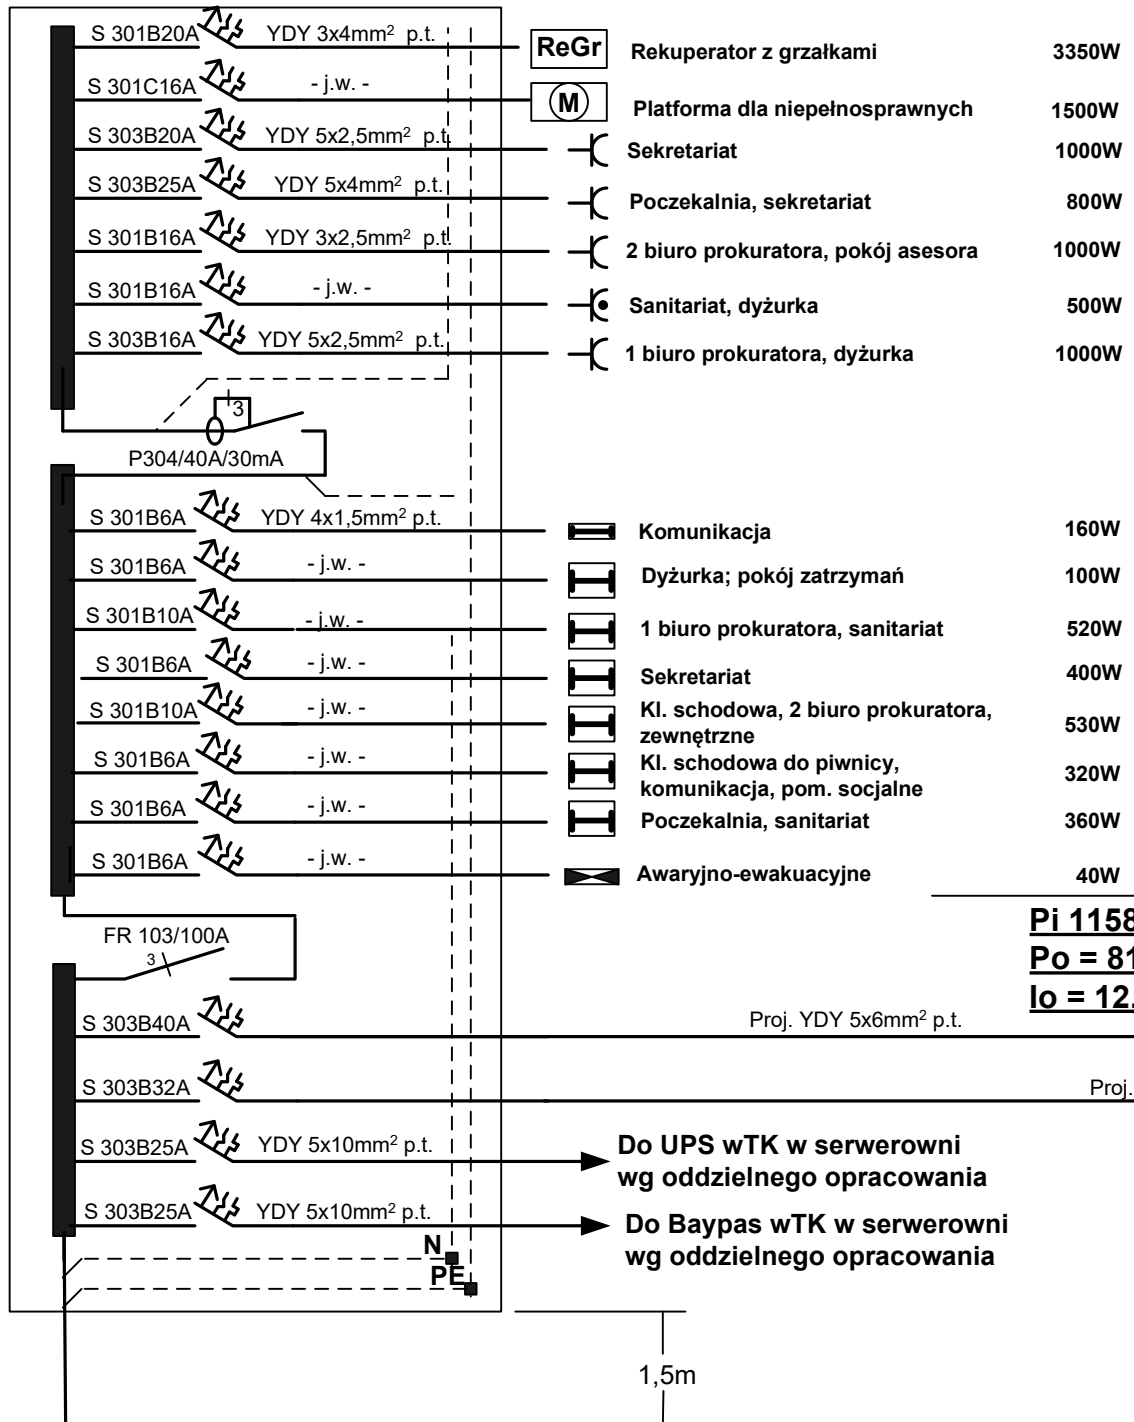 S 301B20A YDY 3x4mm² p.t. ReGr Rekuperator z grzałkami 3350W
S 301C16A - j.w. - M Platforma dla niepełnosprawnych 1500W
S 303B20A YDY 5x2,5mm² p.t. Sekretariat 1000W
S 303B25A YDY 5x4mm² p.t. Poczekalnia, sekretariat 800W
S 301B16A YDY 3x2,5mm² p.t. 2 biuro prokuratora, pokój asesora 1000W
S 301B16A - j.w. - Sanitariat, dyżurka 500W
S 303B16A YDY 5x2,5mm² p.t. 1 biuro prokuratora, dyżurka 1000W
3
P304/40A/30mA
S 301B6A YDY 4x1,5mm² p.t. Komunikacja 160W
S 301B6A - j.w. - Dyżurka; pokój zatrzymań 100W
S 301B10A - j.w. - 1 biuro prokuratora, sanitariat 520W
S 301B6A - j.w. - Sekretariat 400W
S 301B10A - j.w. - Kl. schodowa, 2 biuro prokuratora, 530W
zewnętrzne
S 301B6A - j.w. - Kl. schodowa do piwnicy, 320W
komunikacja, pom. socjalne
S 301B6A - j.w. - Poczekalnia, sanitariat 360W
S 301B6A - j.w. - Awaryjno-ewakuacyjne 40W
Pi 1158
FR 103/100A
3
Po = 81
Io = 12.
S 303B40A Proj. YDY 5x6mm² p.t.
S 303B32A Proj.
S 303B25A YDY 5x10mm² p.t. Do UPS wTK w serwerowni
wg oddzielnego opracowania
S 303B25A YDY 5x10mm² p.t. Do Baypas wTK w serwerowni
wg oddzielnego opracowania
N
PE
1,5m